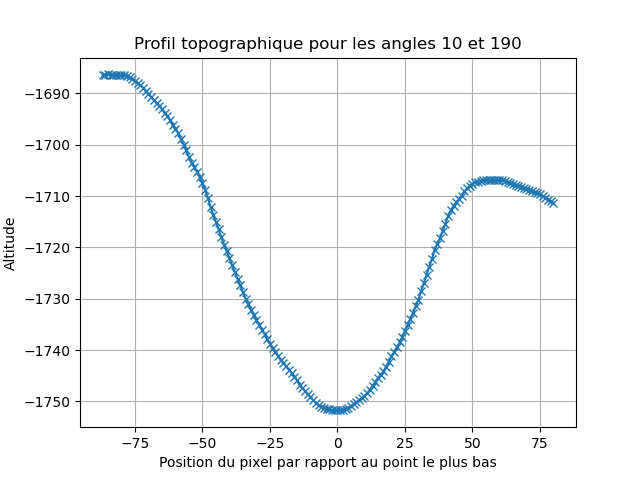 Profil topographique pour les angles 10 et 190
Altitude
−1690
−1700
−1710
−1720
−1730
−1740
−1750
−75 −50 −25 0 25 50 75
Position du pixel par rapport au point le plus bas